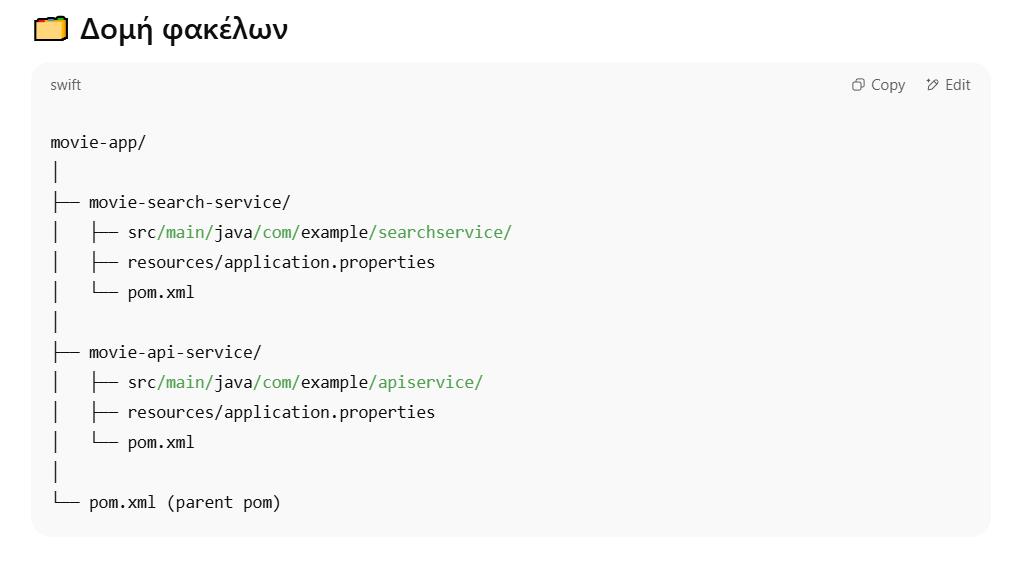 🗂️ Δομή φακέλων
swift Copy Edit
movie-app/
│
├── movie-search-service/
│   ├── src/main/java/com/example/searchservice/
│   ├── resources/application.properties
│   └── pom.xml
│
├── movie-api-service/
│   ├── src/main/java/com/example/apiservice/
│   ├── resources/application.properties
│   └── pom.xml
│
└── pom.xml (parent pom)